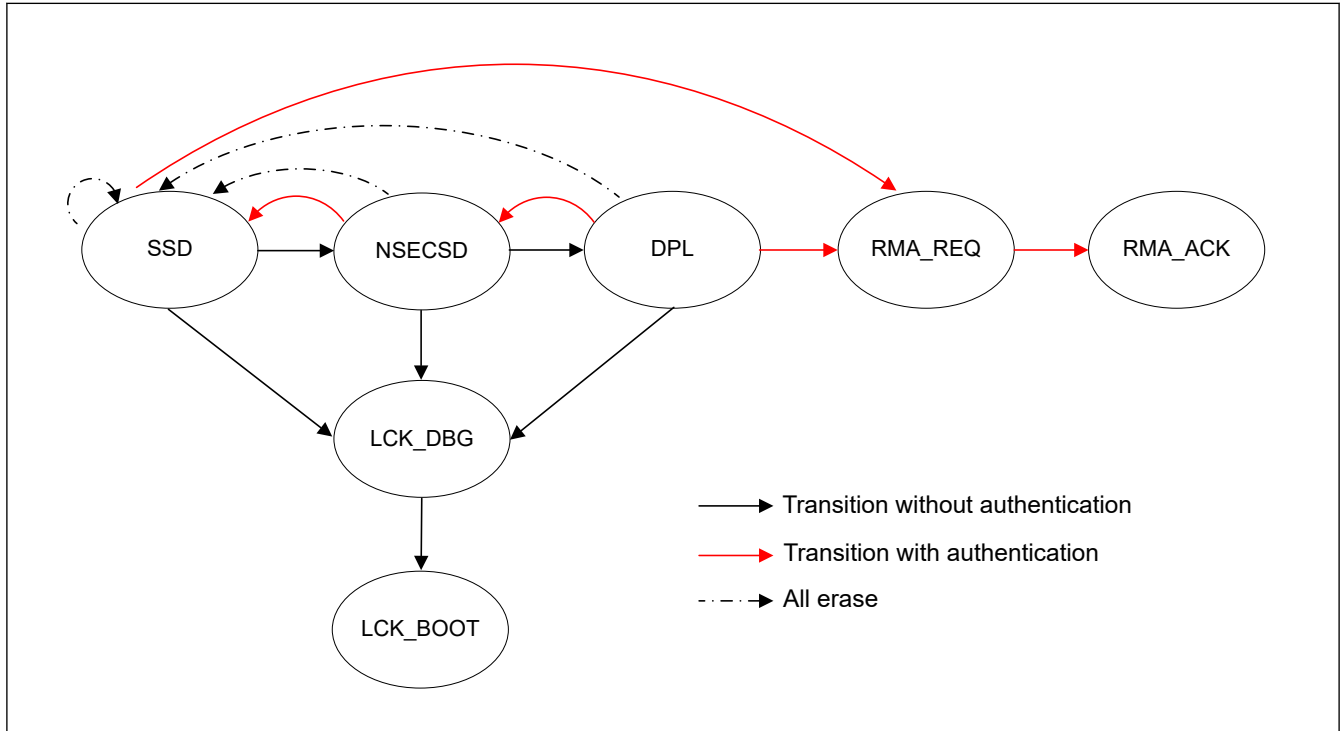 SSD
NSECSD
DPL
RMA_REQ
RMA_ACK
LCK_DBG
LCK_BOOT
Transition without authentication
Transition with authentication
All erase